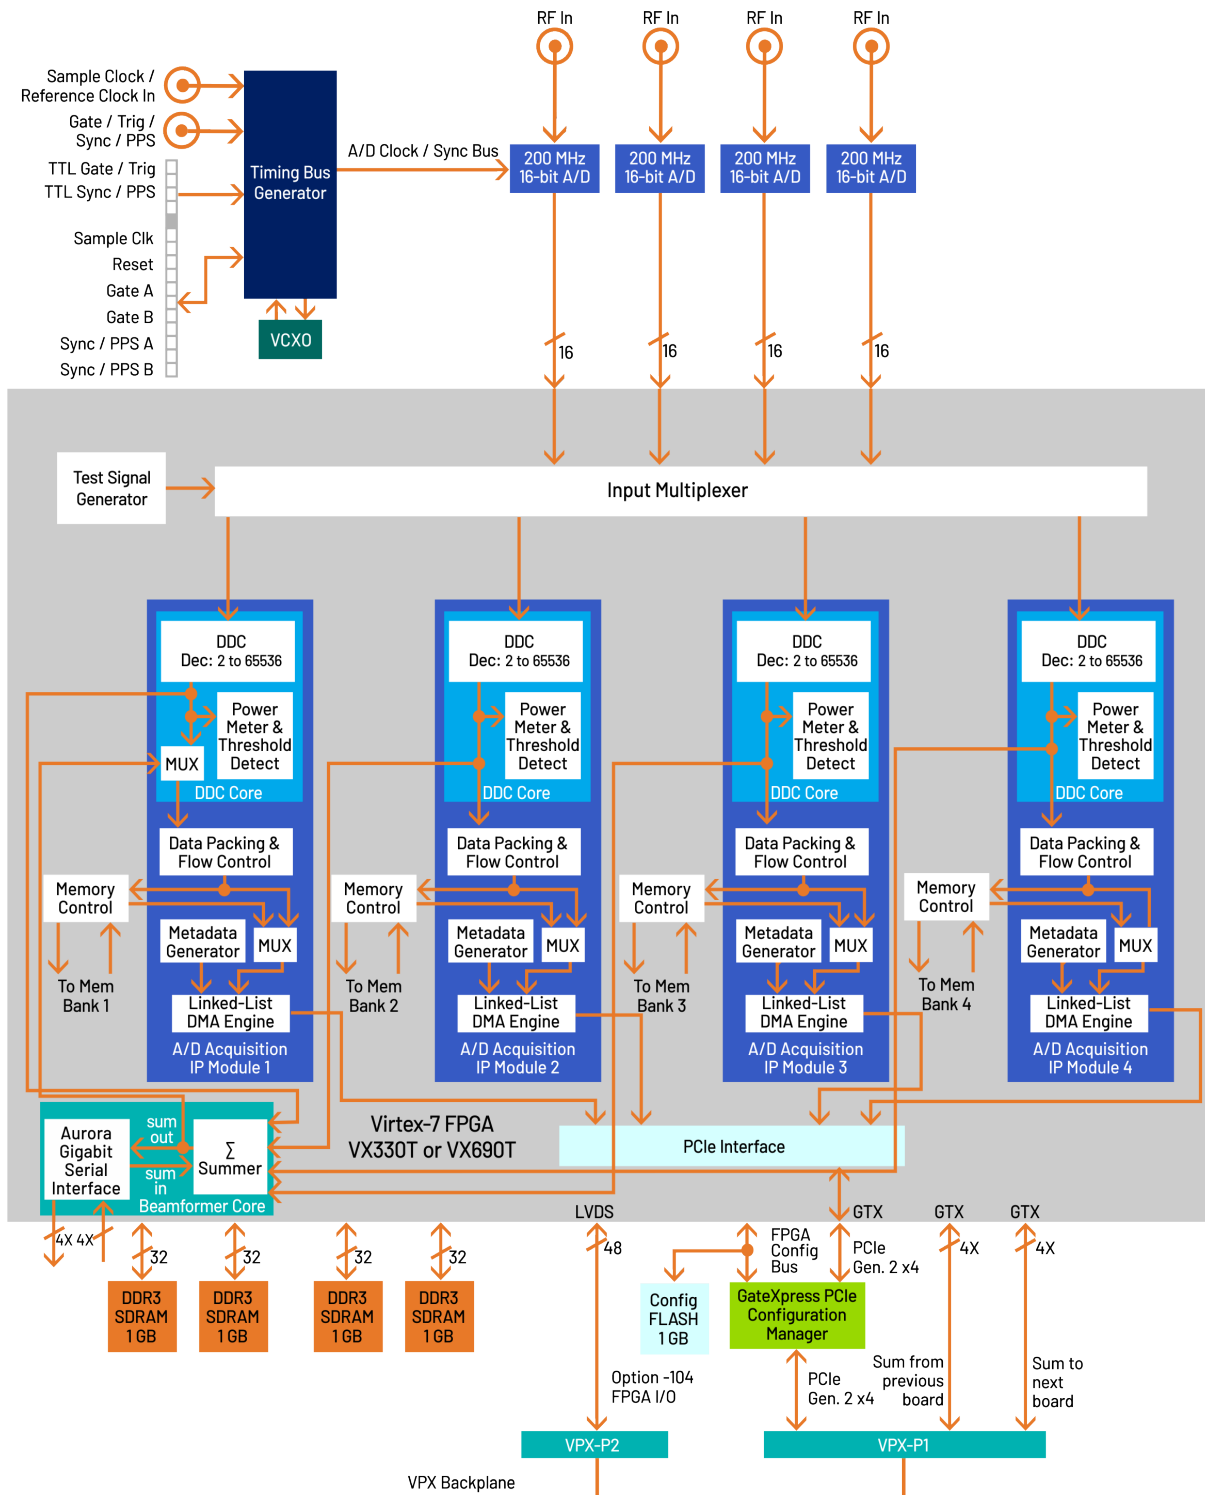 RF In
RF In
RF In
RF In
Sample Clock /
Reference Clock In
Gate / Trig /
Sync / PPS
TTL Gate / Trig
TTL Sync / PPS
Sample Clk
Reset
Gate A
Gate B
Sync / PPS A
Sync / PPS B
Timing Bus
Generator
VCXO
A/D Clock / Sync Bus
200 MHz
16-bit A/D
200 MHz
16-bit A/D
200 MHz
16-bit A/D
200 MHz
16-bit A/D
16
16
16
16
Test Signal
Generator
Input Multiplexer
DDC
Dec: 2 to 65536
Power
Meter &
Threshold
Detect
MUX
DDC Core
Data Packing &
Flow Control
Memory
Control
Metadata
Generator
MUX
To Mem
Bank 1
Linked-List
DMA Engine
A/D Acquisition
IP Module 1
DDC
Dec: 2 to 65536
Power
Meter &
Threshold
Detect
DDC Core
Data Packing &
Flow Control
Memory
Control
Metadata
Generator
MUX
To Mem
Bank 2
Linked-List
DMA Engine
A/D Acquisition
IP Module 2
DDC
Dec: 2 to 65536
Power
Meter &
Threshold
Detect
DDC Core
Data Packing &
Flow Control
Memory
Control
Metadata
Generator
MUX
To Mem
Bank 3
Linked-List
DMA Engine
A/D Acquisition
IP Module 3
DDC
Dec: 2 to 65536
Power
Meter &
Threshold
Detect
DDC Core
Data Packing &
Flow Control
Memory
Control
Metadata
Generator
MUX
To Mem
Bank 4
Linked-List
DMA Engine
A/D Acquisition
IP Module 4
Aurora
Gigabit
Serial
Interface
sum
out
sum
in
∑
Summer
Beamformer Core
Virtex-7 FPGA
VX330T or VX690T
PCIe Interface
LVDS
GTX
GTX
GTX
4X 4X
32
32
32
32
48
FPGA
Config
Bus
PCIe
Gen. 2 x4
4X
4X
DDR3
SDRAM
1 GB
DDR3
SDRAM
1 GB
DDR3
SDRAM
1 GB
DDR3
SDRAM
1 GB
Config
FLASH
1 GB
GateXpress PCIe
Configuration
Manager
Option -104
FPGA I/O
PCIe
Gen. 2 x4
Sum from
previous
board
Sum to
next
board
VPX-P2
VPX-P1
VPX Backplane